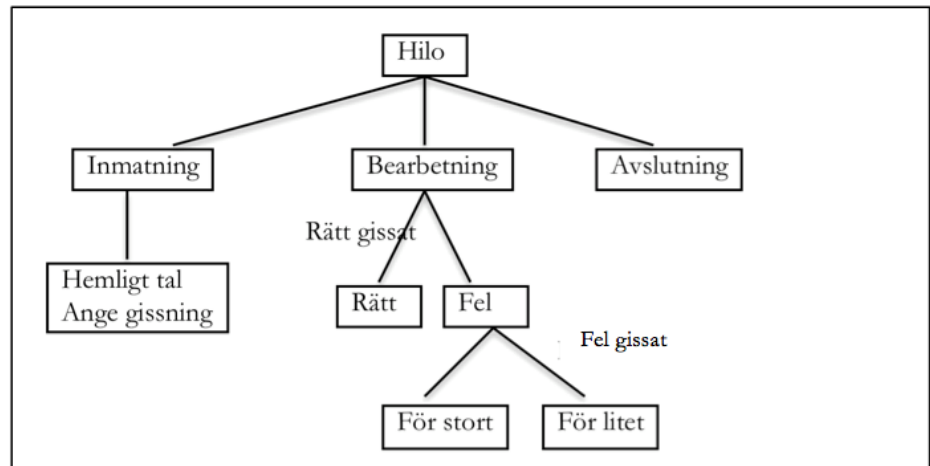 Hilo
Inmatning
Bearbetning
Avslutning
Rätt gissat
Hemligt tal
Ange gissning
Rätt
Fel
Fel gissat
För stort
För litet